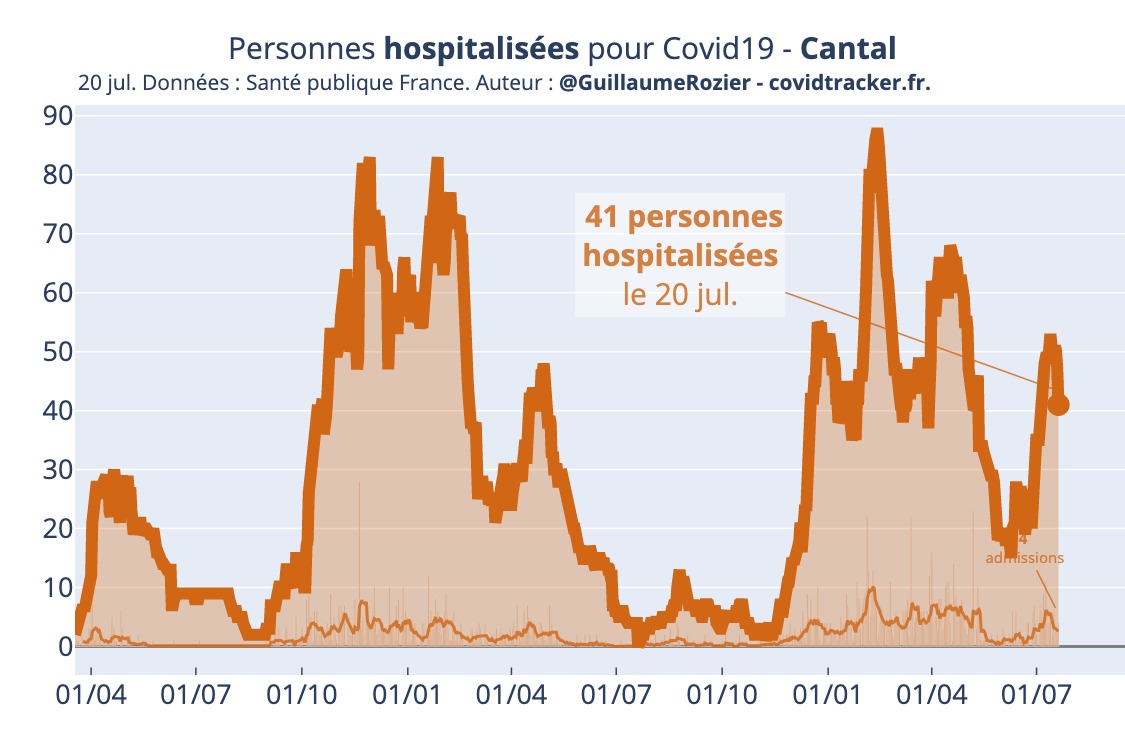 Personnes hospitalisées pour Covid19 - Cantal
20 jul. Données : Santé publique France. Auteur : @GuillaumeRozier - covidtracker.fr.
90
80
70
60
50
40
30
20
10
0
41 personnes
hospitalisées
le 20 jul.
4
admissions
01/04 01/07 01/10 01/01 01/04 01/07 01/10 01/01 01/04 01/07